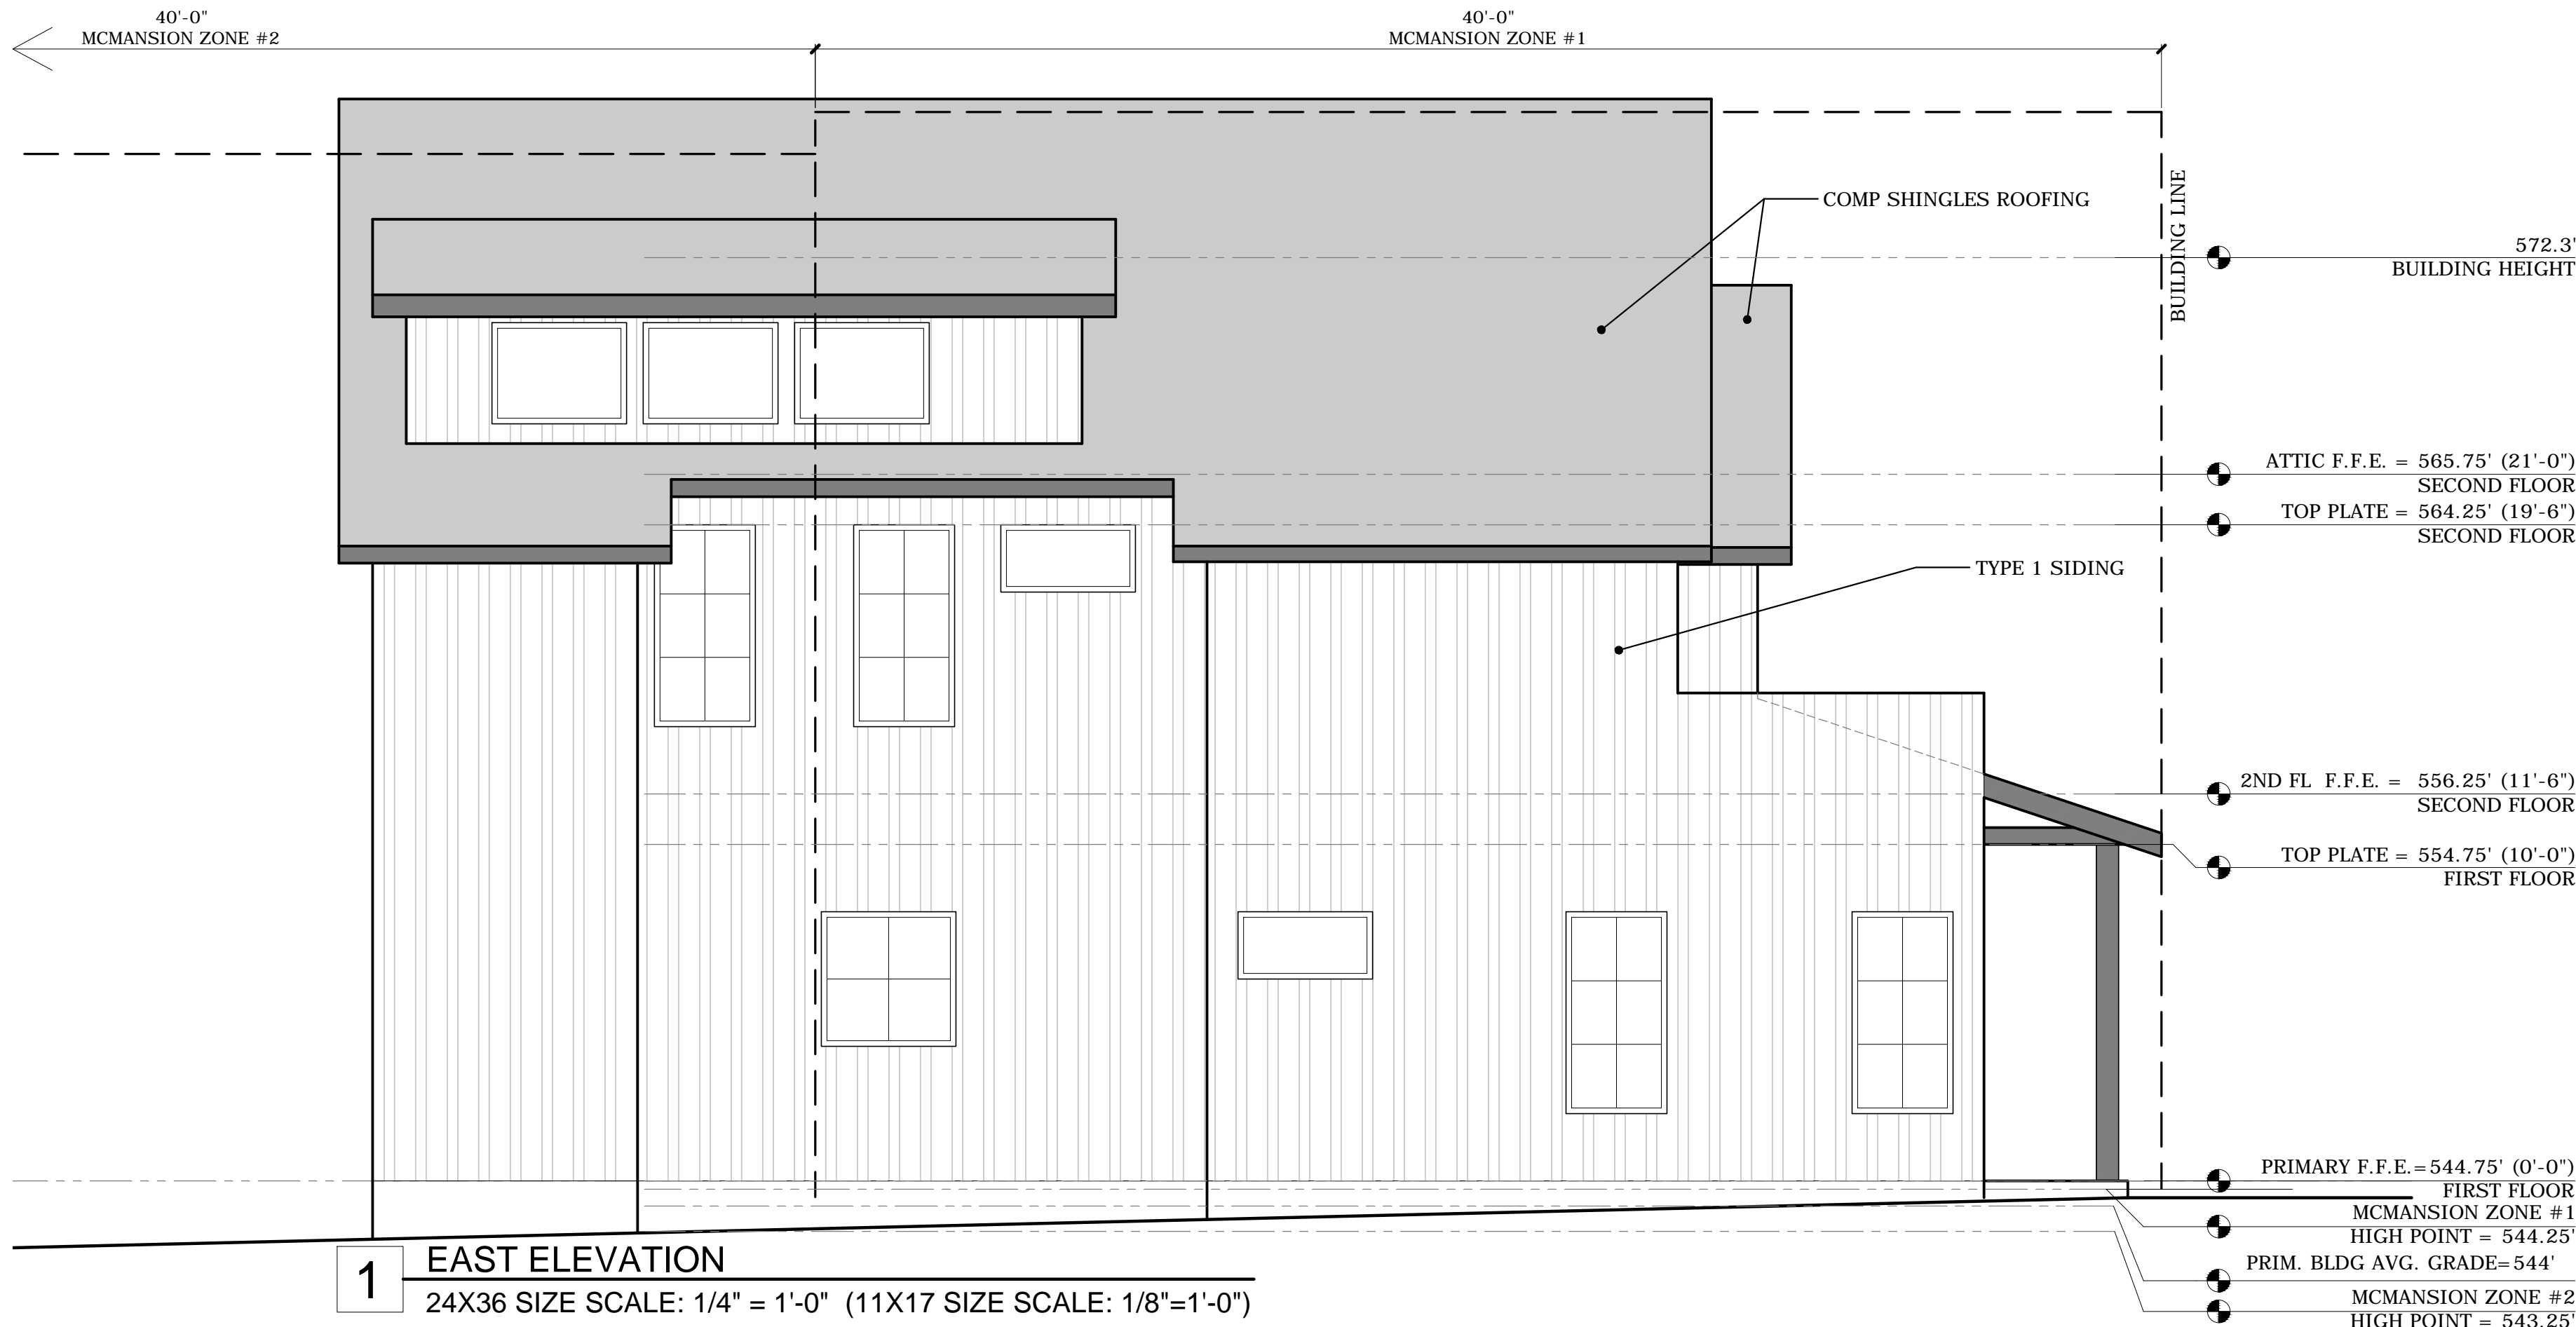 40'-0"
MCMANSION ZONE #2
40'-0"
MCMANSION ZONE #1
COMP SHINGLES ROOFING
BUILDING LINE
572.3'
BUILDING HEIGHT
ATTIC F.F.E. = 565.75' (21'-0")
SECOND FLOOR
TOP PLATE = 564.25' (19'-6")
SECOND FLOOR
TYPE 1 SIDING
2ND FL F.F.E. = 556.25' (11'-6")
SECOND FLOOR
TOP PLATE = 554.75' (10'-0")
FIRST FLOOR
PRIMARY F.F.E.=544.75' (0'-0")
FIRST FLOOR
MCMANSION ZONE #1
HIGH POINT = 544.25'
PRIM. BLDG AVG. GRADE=544'
MCMANSION ZONE #2
HIGH POINT = 543.25'
1
EAST ELEVATION
24X36 SIZE SCALE: 1/4" = 1'-0" (11X17 SIZE SCALE: 1/8"=1'-0")